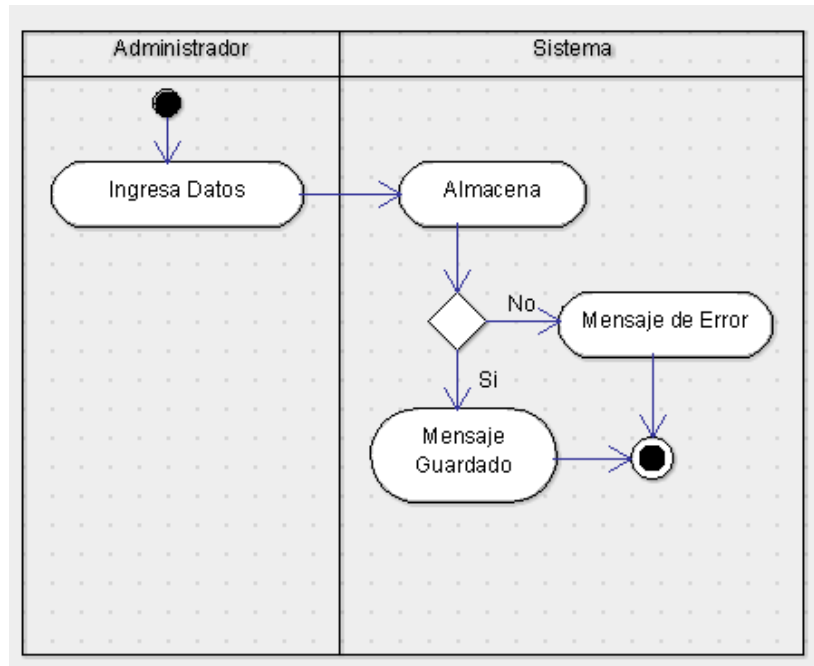 Administrador
Sistema
Ingresa Datos
Almacena
No
Mensaje de Error
Si
Mensaje
Guardado